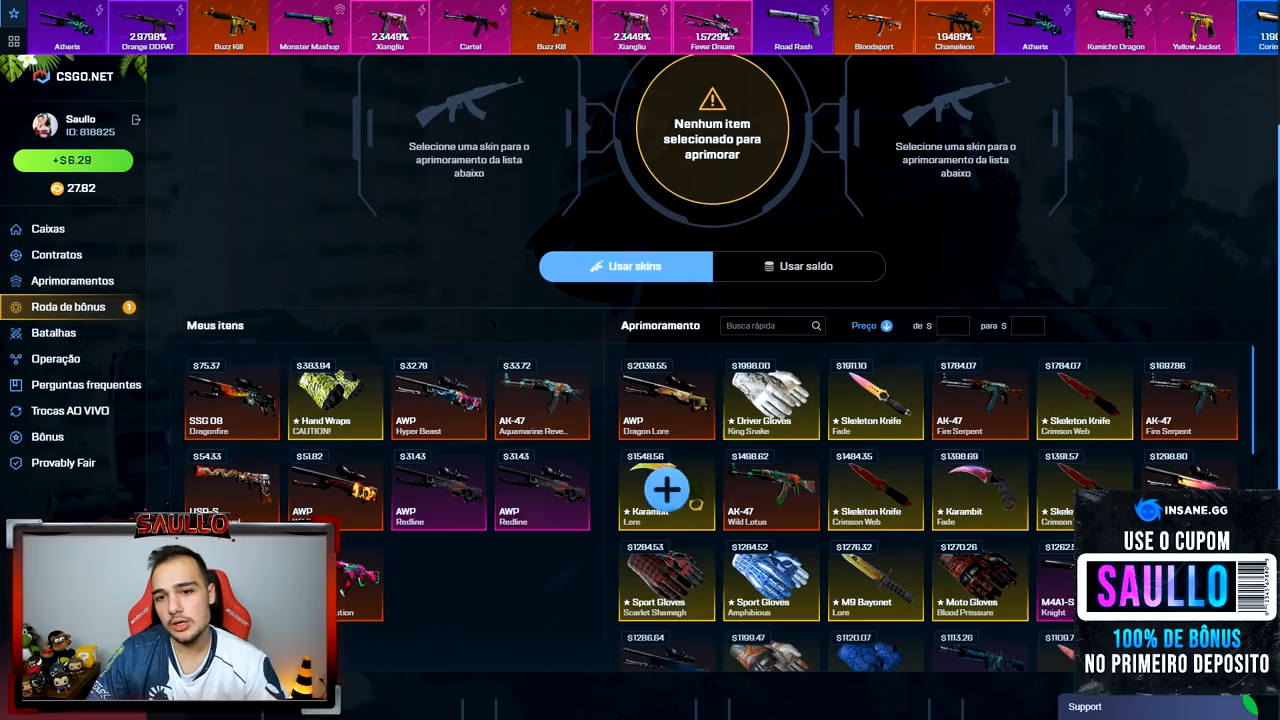 Atheris
2.9798%
Orange DDPAT
Buzz Kill
Monster Mashup
2.3449%
Xiangliu
Cartel
Buzz Kill
2.3449%
Xiangliu
1.5729%
Fever Dream
Road Rash
Bloodsport
1.9489%
Chameleon
Atheris
Kumicho Dragon
Yellow Jacket
CSGO.NET
Saullo
ID: 818825
+$6.29
27.82
Caixas
Contratos
Aprimoramentos
Roda de bônus
1
Batalhas
Operação
Perguntas frequentes
Trocas AO VIVO
Bônus
Provably Fair
Selecione uma skin para o
aprimoramento da lista
abaixo
Nenhum item
selecionado para
aprimorar
Selecione uma skin para o
aprimoramento da lista
abaixo
Usar skins
Usar saldo
Meus itens
Aprimoramento
Busca rápida
Preço
de $
para $
$75.37
SSG 08
Dragonfire
$383.94
★ Hand Wraps
CAUTION!
$32.79
AWP
Hyper Beast
$33.72
AK-47
Aquamarine Reve...
$54.33
$51.82
AWP
$31.43
AWP
Redline
$31.43
AWP
Redline
$2039.55
AWP
Dragon Lore
$1998.00
★ Driver Gloves
King Snake
$1911.10
★ Skeleton Knife
Fade
$1784.07
AK-47
Fire Serpent
$1784.07
★ Skeleton Knife
Crimson Web
$1697.86
AK-47
Fire Serpent
$1548.56
★ Karambit
Lore
$1498.62
AK-47
Wild Lotus
$1484.35
★ Skeleton Knife
Crimson Web
$1398.69
★ Karambit
Fade
$1391.57
★ Skeleton
Crimson
$1298.80
$1284.53
★ Sport Gloves
Scarlet Shamagh
$1284.52
★ Sport Gloves
Amphibious
$1276.32
★ M9 Bayonet
Lore
$1270.26
★ Moto Gloves
Blood Pressure
M4A1-S
Knight
$1266.64
$1199.47
$1120.07
$1113.26
SAULLO
INSANE.GG
USE O CUPOM
SAULLO
100% DE BÔNUS
NO PRIMEIRO DEPOSITO
Support